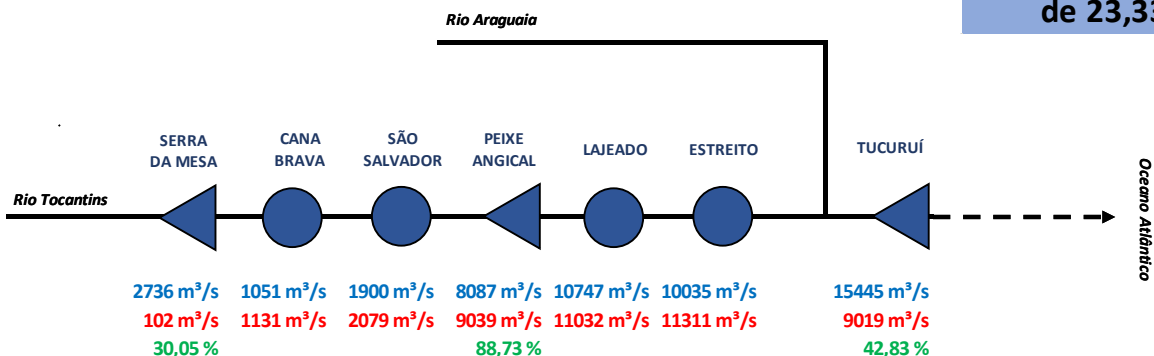 de 23,33
Rio Araguaia
SERRA
DA MESA
CANA
BRAVA
SÃO
SALVADOR
PEIXE
ANGICAL
LAJEADO
ESTREITO
TUCURUÍ
Rio Tocantins
Oceano Atlântico
2736 m³/s 1051 m³/s 1900 m³/s 8087 m³/s 10747 m³/s 10035 m³/s 15445 m³/s
102 m³/s 1131 m³/s 2079 m³/s 9039 m³/s 11032 m³/s 11311 m³/s 9019 m³/s
30,05 % 88,73 % 42,83 %